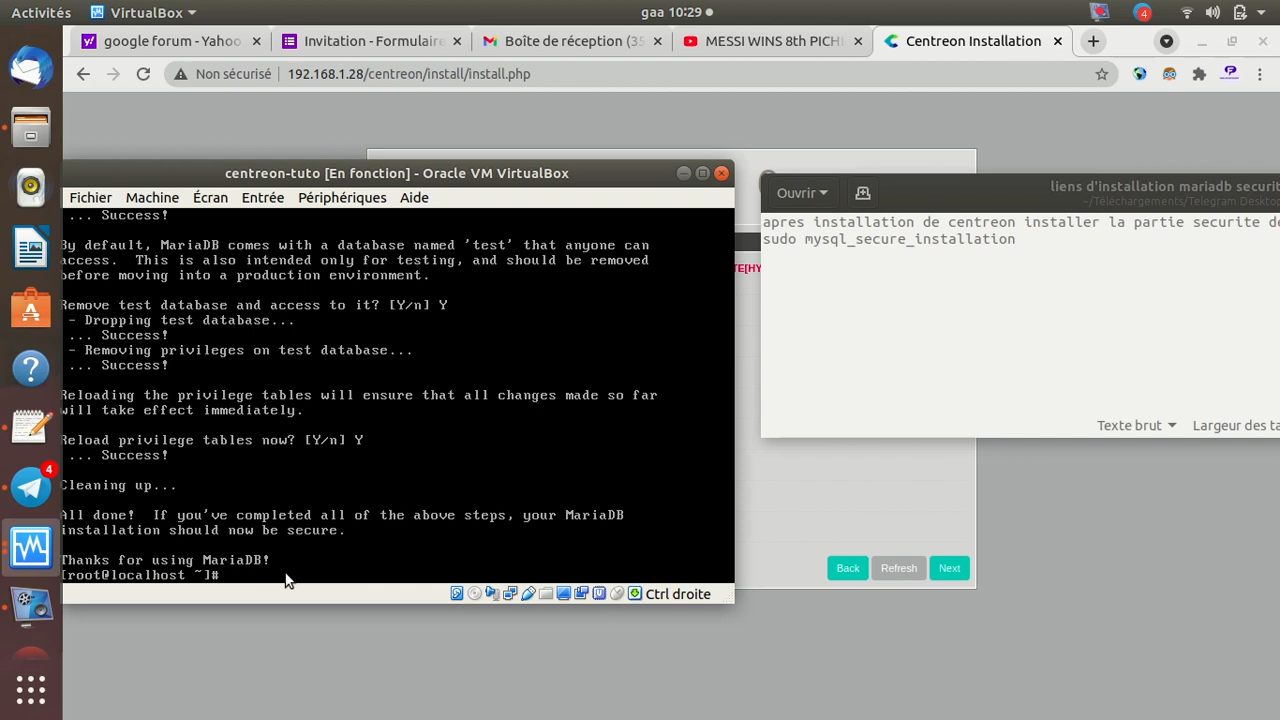 Activités
VirtualBox
gaa 10:29
4
google forum - Yahoo
Invitation - Formulaire
Boîte de réception (35
MESSI WINS 8th PICHI
Centreon Installation
Non sécurisé
192.168.1.28/centreon/install/install.php
centreon-tuto [En fonction] - Oracle VM VirtualBox
Fichier Machine Écran Entrée Périphériques Aide
... Success!
By default, MariaDB comes with a database named 'test' that anyone can
access. This is also intended only for testing, and should be removed
before moving into a production environment.
Remove test database and access to it? [Y/n] Y
- Dropping test database...
... Success!
- Removing privileges on test database...
... Success!
Reloading the privilege tables will ensure that all changes made so far
will take effect immediately.
Reload privilege tables now? [Y/n] Y
... Success!
Cleaning up...
All done! If you've completed all of the above steps, your MariaDB
installation should now be secure.
Thanks for using MariaDB!
[root@localhost ~]#
Ctrl droite
Ouvrir
liens d'installation mariadb securit
~/Téléchargements/Telegram Desktop
apres installation de centreon installer la partie securite de
sudo mysql_secure_installation
Texte brut
Largeur des ta
TE[HY
Back
Refresh
Next
4